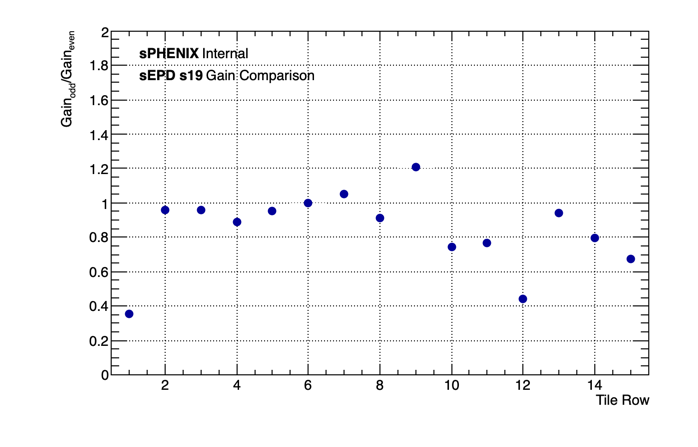 sPHENIX Internal
sEPD s19 Gain Comparison
Gain_odd/Gain_even
2
1.8
1.6
1.4
1.2
1
0.8
0.6
0.4
0.2
0
2 4 6 8 10 12 14
Tile Row